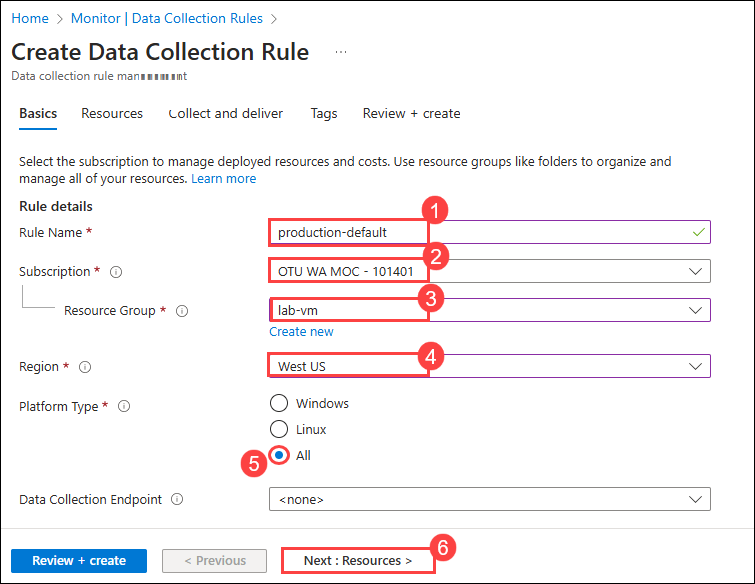 Home > Monitor | Data Collection Rules >
Create Data Collection Rule ...
Data collection rule
Basics Resources Collect and deliver Tags Review + create
Select the subscription to manage deployed resources and costs. Use resource groups like folders to organize and
manage all of your resources. Learn more
Rule details
1
Rule Name * production-default
2
Subscription * OTU WA MOC - 101401
3
Resource Group * lab-vm
Create new
4
Region * West US
Platform Type * Windows
Linux
5 All
Data Collection Endpoint <none>
6
Review + create < Previous Next : Resources >